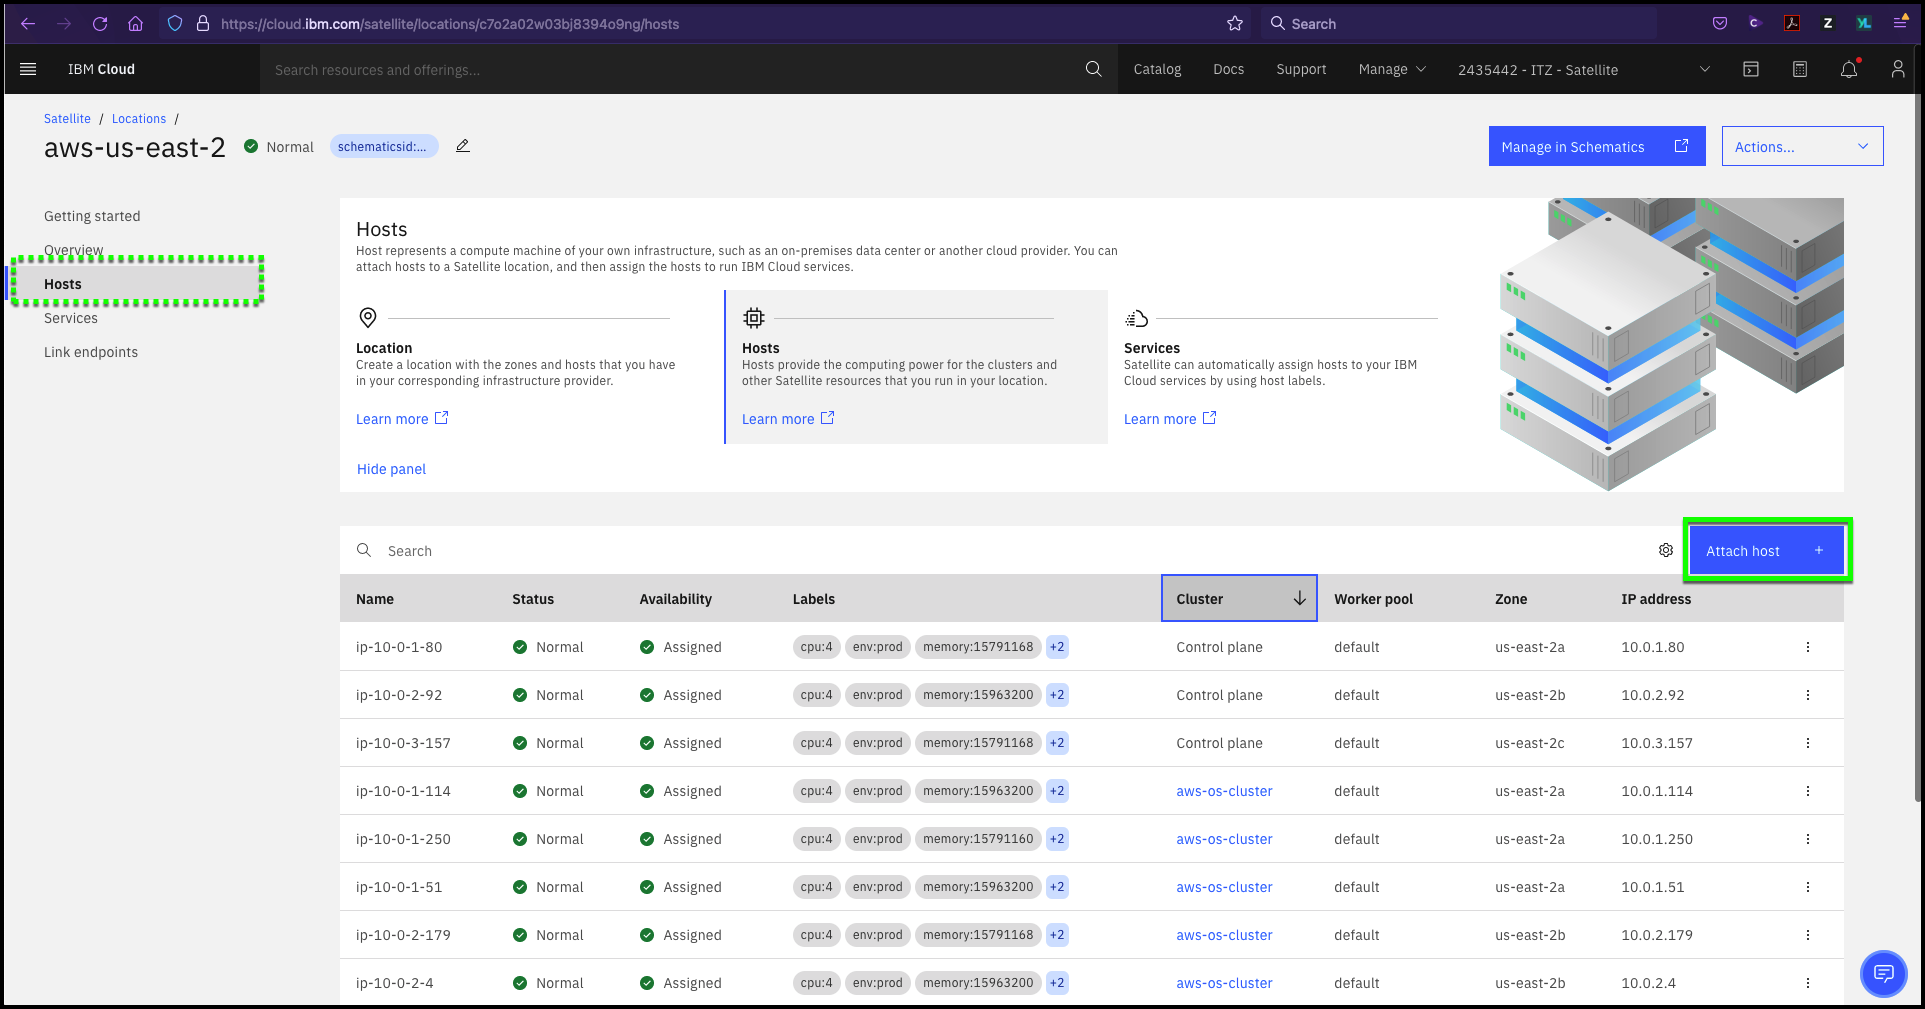 https://cloud.ibm.com/satellite/locations/c7o2a02w03bj8394o9ng/hosts
Search
C
Z
YL
IBM Cloud
Search resources and offerings...
Catalog
Docs
Support
Manage
2435442 - ITZ - Satellite
Satellite / Locations /
aws-us-east-2
Normal
schematicsid:...
Manage in Schematics
Actions...
Getting started
Overview
Hosts
Services
Link endpoints
Hosts
Host represents a compute machine of your own infrastructure, such as an on-premises data center or another cloud provider. You can
attach hosts to a Satellite location, and then assign the hosts to run IBM Cloud services.
Location
Create a location with the zones and hosts that you have
in your corresponding infrastructure provider.
Learn more
Hosts
Hosts provide the computing power for the clusters and
other Satellite resources that you run in your location.
Learn more
Services
Satellite can automatically assign hosts to your IBM
Cloud services by using host labels.
Learn more
Hide panel
Search
Attach host +
Name Status Availability Labels Cluster Worker pool Zone IP address
ip-10-0-1-80 Normal Assigned cpu:4 env:prod memory:15791168 +2 Control plane default us-east-2a 10.0.1.80
ip-10-0-2-92 Normal Assigned cpu:4 env:prod memory:15963200 +2 Control plane default us-east-2b 10.0.2.92
ip-10-0-3-157 Normal Assigned cpu:4 env:prod memory:15791168 +2 Control plane default us-east-2c 10.0.3.157
ip-10-0-1-114 Normal Assigned cpu:4 env:prod memory:15963200 +2 aws-os-cluster default us-east-2a 10.0.1.114
ip-10-0-1-250 Normal Assigned cpu:4 env:prod memory:15791160 +2 aws-os-cluster default us-east-2a 10.0.1.250
ip-10-0-1-51 Normal Assigned cpu:4 env:prod memory:15963200 +2 aws-os-cluster default us-east-2a 10.0.1.51
ip-10-0-2-179 Normal Assigned cpu:4 env:prod memory:15791168 +2 aws-os-cluster default us-east-2b 10.0.2.179
ip-10-0-2-4 Normal Assigned cpu:4 env:prod memory:15963200 +2 aws-os-cluster default us-east-2b 10.0.2.4